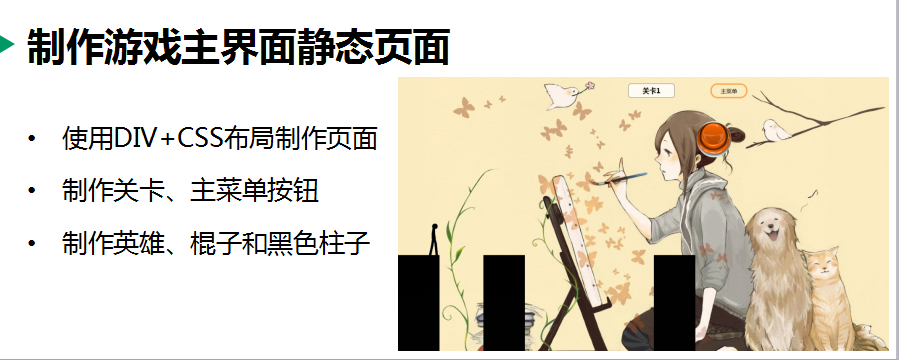 制作游戏主界面静态页面
关卡1
主菜单
• 使用DIV+CSS布局制作页面
• 制作关卡、主菜单按钮
• 制作英雄、棍子和黑色柱子